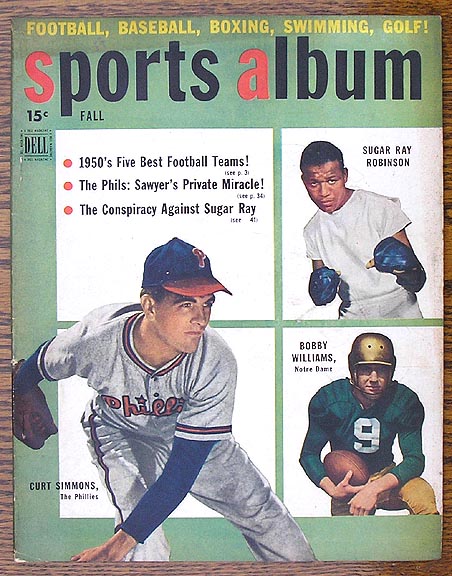 FOOTBALL, BASEBALL, BOXING, SWIMMING, GOLF!
sports album
15¢ FALL
DELL
• 1950's Five Best Football Teams!
(see p. 3)
• The Phils: Sawyer's Private Miracle!
(see p. 34)
• The Conspiracy Against Sugar Ray
(see 41)
SUGAR RAY
ROBINSON
P
Phill
BOBBY
WILLIAMS,
Notre Dame
9
CURT SIMMONS,
The Phillies